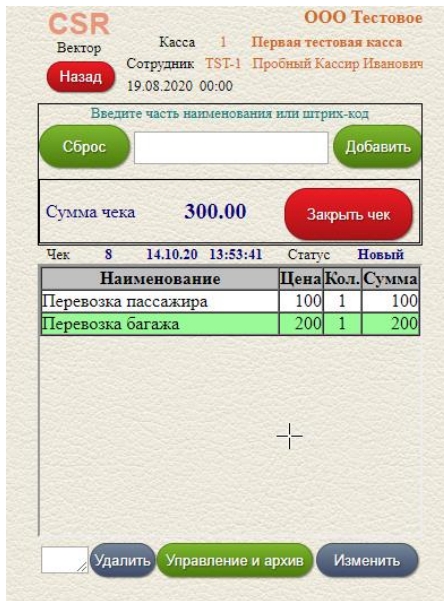 CSR ООО Тестовое
Вектор Касса 1 Первая тестовая касса
Назад Сотрудник TST-1 Пробный Кассир Иванович
19.08.2020 00:00
Введите часть наименования или штрих-код
Сброс Добавить
Сумма чека 300.00 Закрыть чек
Чек 8 14.10.20 13:53:41 Статус Новый
Наименование Цена Кол. Сумма
Перевозка пассажира 100 1 100
Перевозка багажа 200 1 200
Удалить Управление и архив Изменить